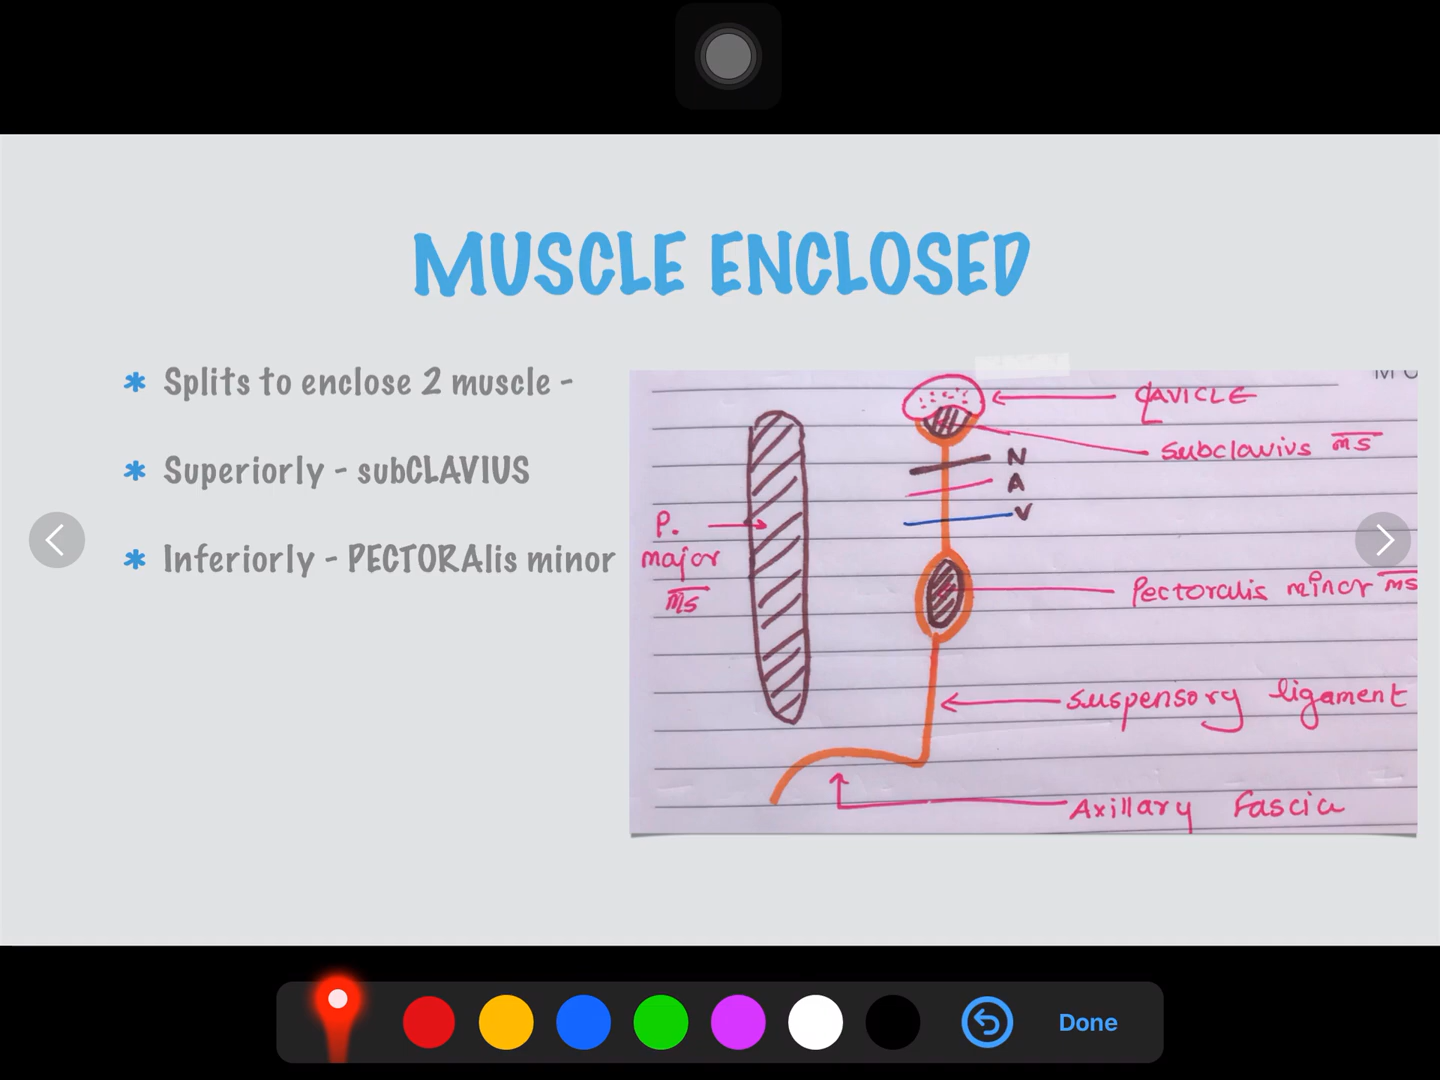 MUSCLE ENCLOSED
* Splits to enclose 2 muscle -
* Superiorly - subCLAVIUS
* Inferiorly - PECTORAlis minor
CLAVICLE
Subclavius ms
N
A
V
P.
major
ms
Pectoralis minor ms
suspensory ligament
Axillary Fascia
Done